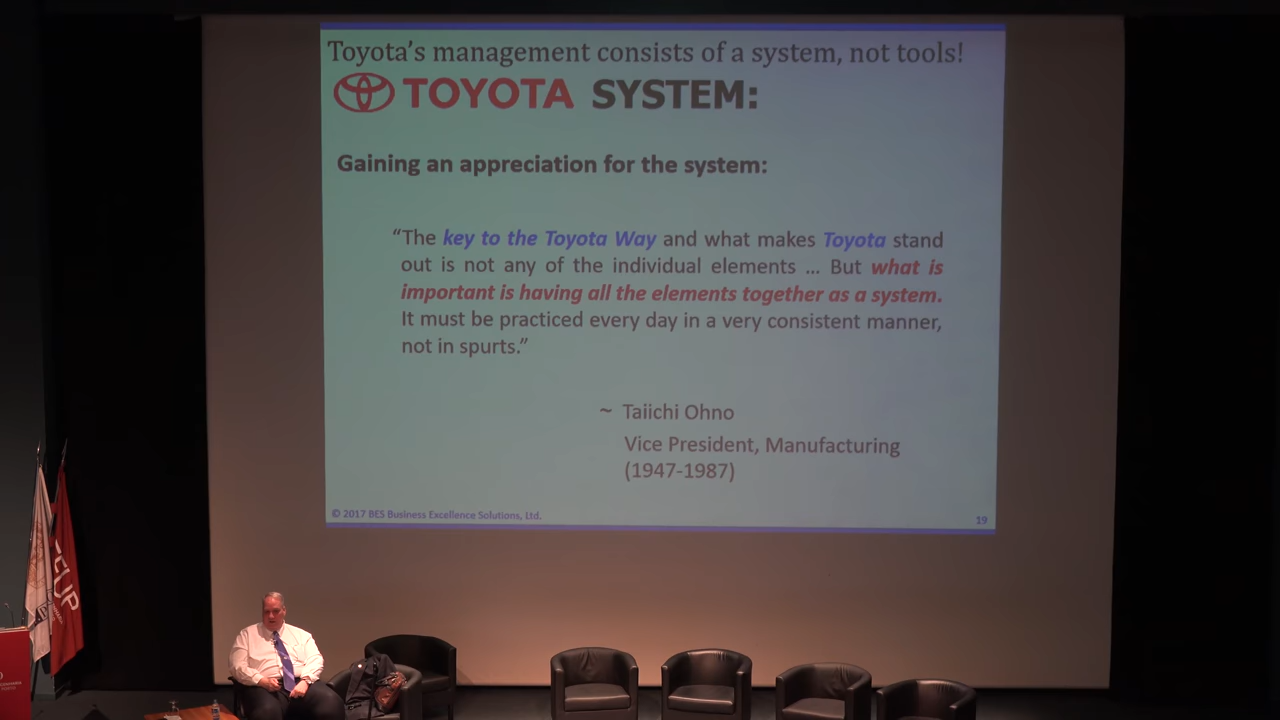 Toyota’s management consists of a system, not tools!
TOYOTA SYSTEM:
Gaining an appreciation for the system:
“The key to the Toyota Way and what makes Toyota stand
out is not any of the individual elements ... But what is
important is having all the elements together as a system.
It must be practiced every day in a very consistent manner,
not in spurts.”
~ Taiichi Ohno
Vice President, Manufacturing
(1947-1987)
© 2017 BES Business Excellence Solutions, Ltd.
19
FEUP